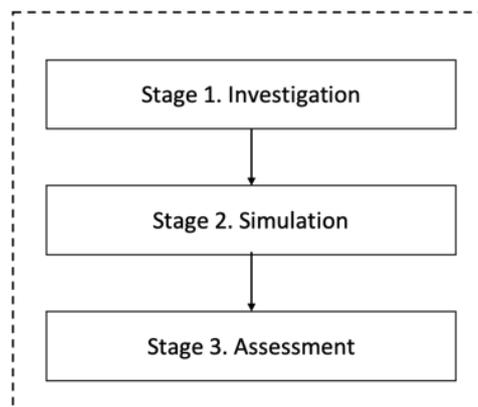 Stage 1. Investigation
Stage 2. Simulation
Stage 3. Assessment